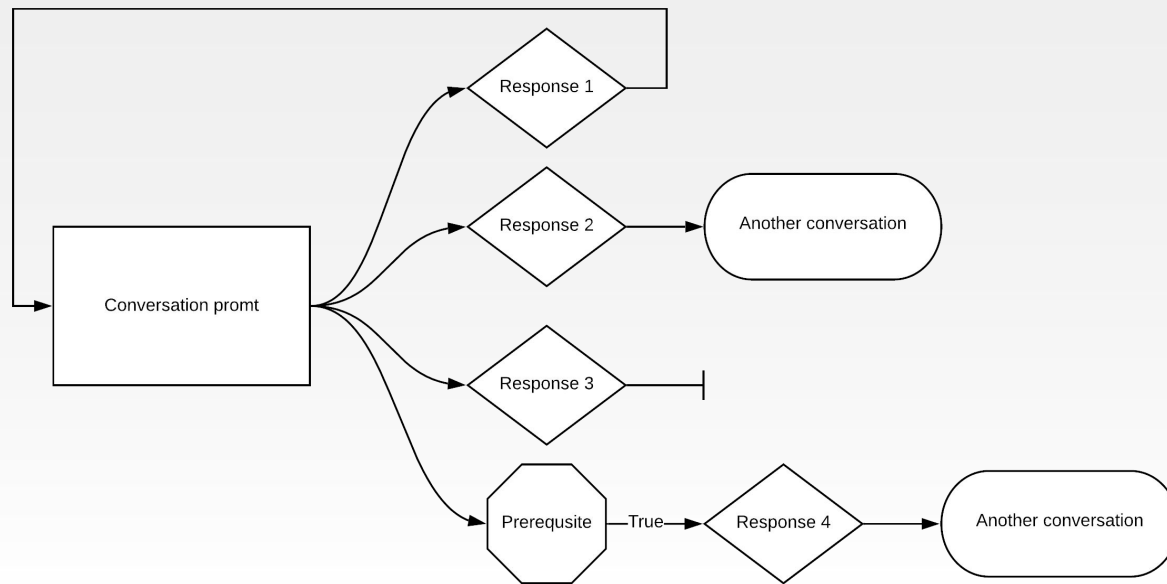 Response 1
Response 2
Another conversation
Conversation promt
Response 3
Prerequsite
True
Response 4
Another conversation